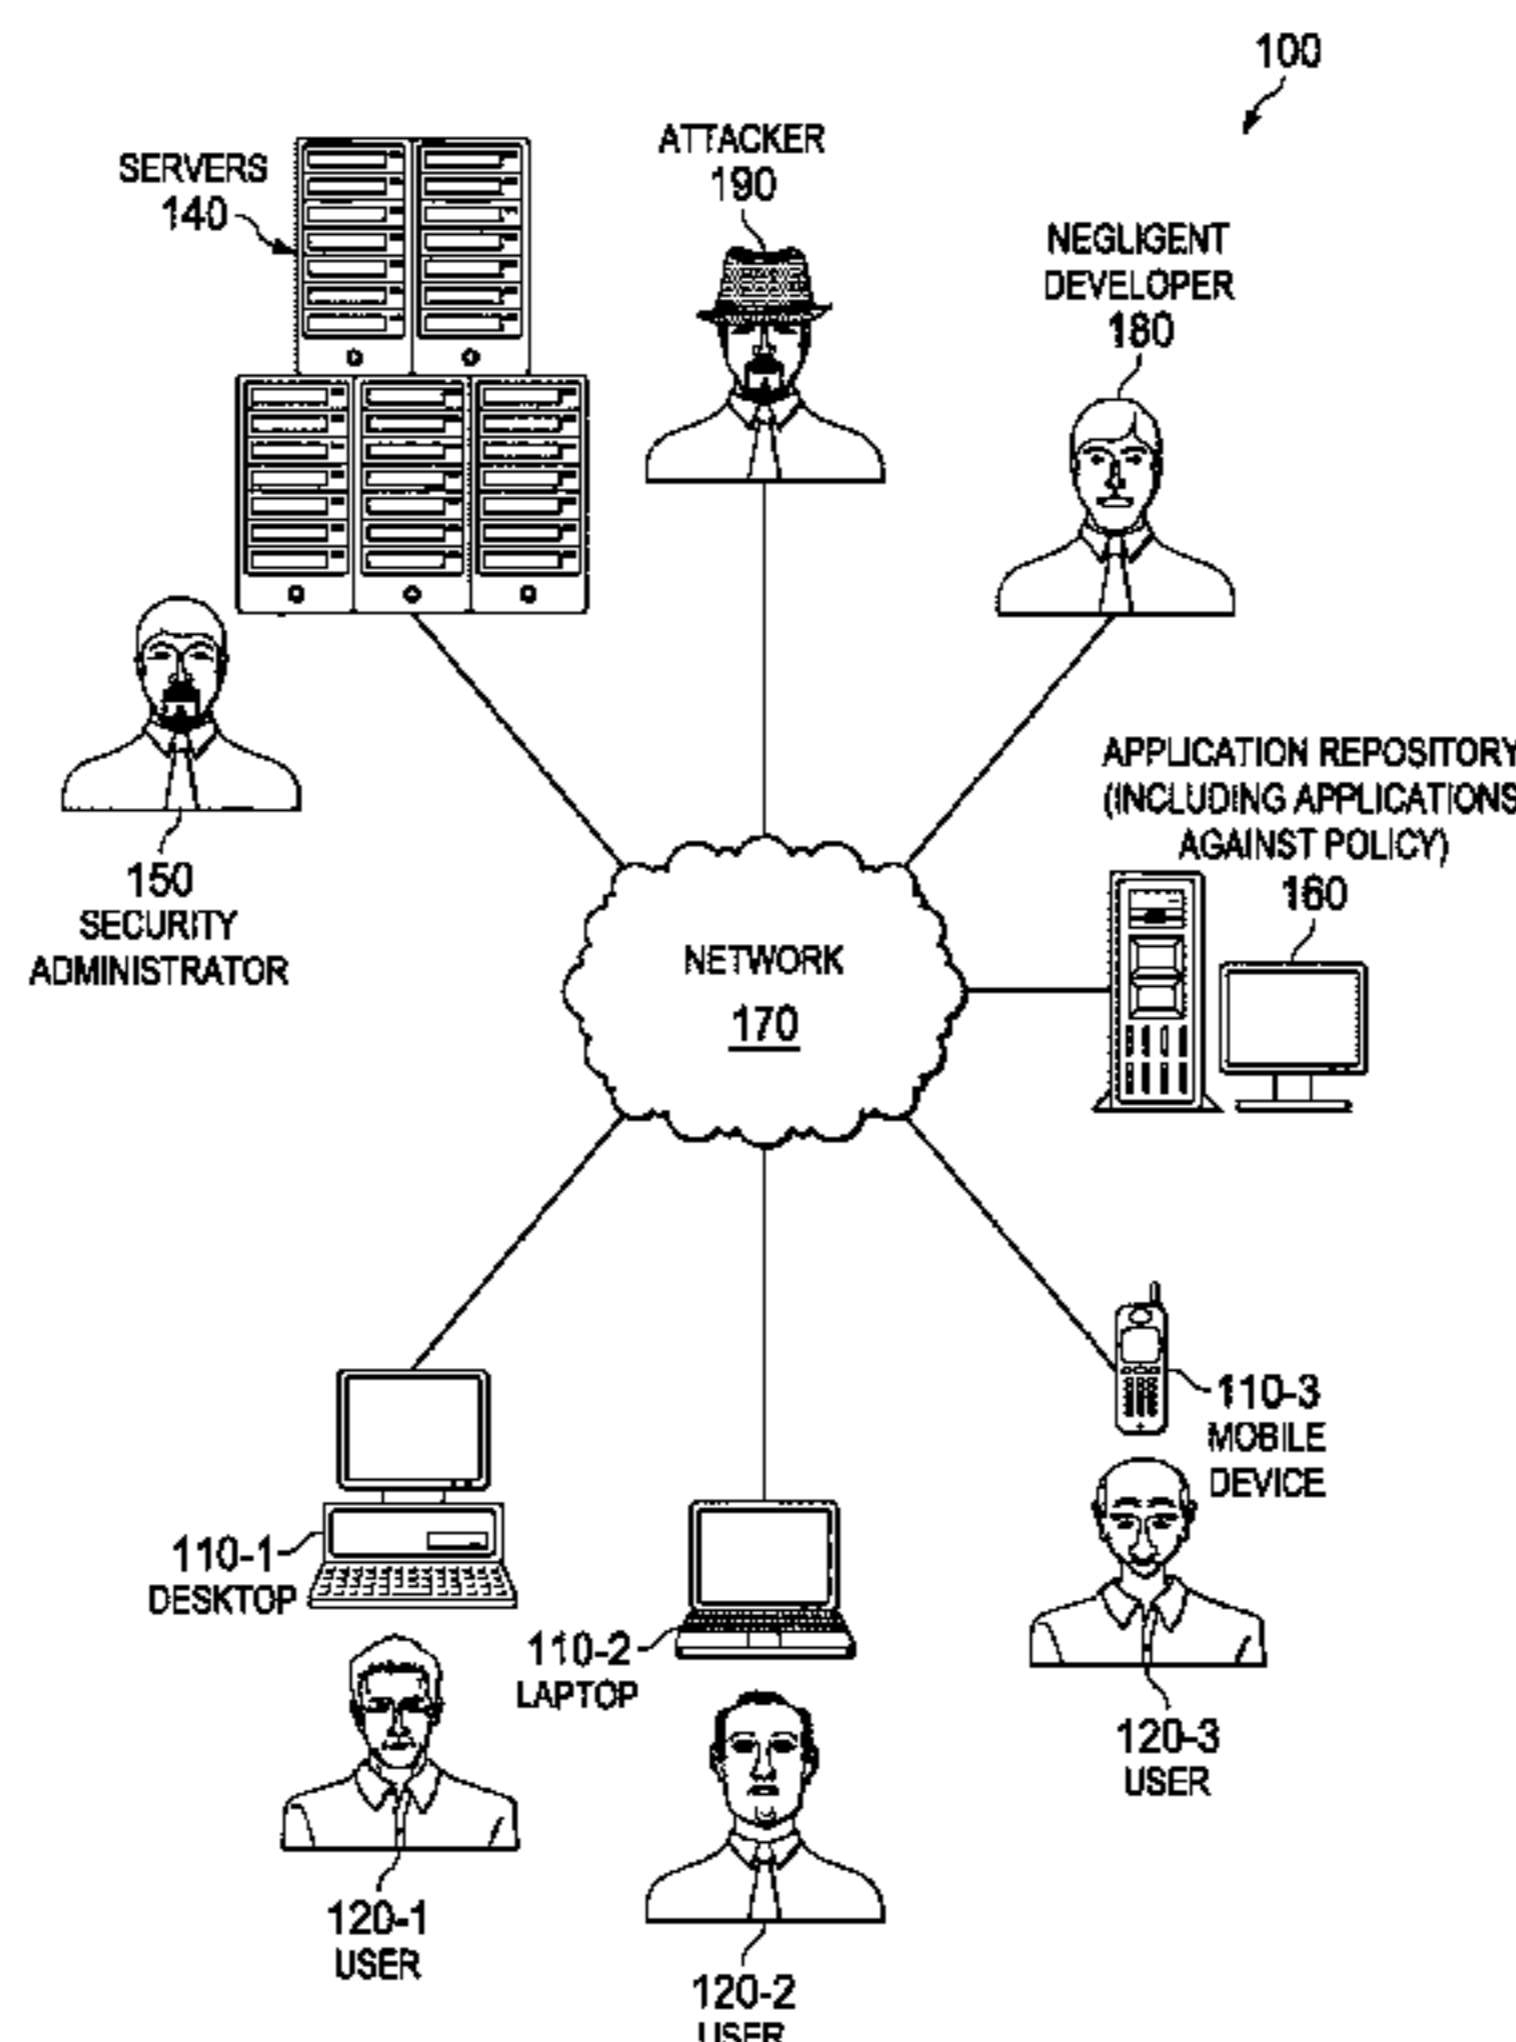 100
SERVERS
140
ATTACKER
190
NEGLIGENT
DEVELOPER
180
150
SECURITY
ADMINISTRATOR
APPLICATION REPOSITORY
(INCLUDING APPLICATIONS
AGAINST POLICY)
160
NETWORK
170
110-1
DESKTOP
110-2
LAPTOP
110-3
MOBILE
DEVICE
120-1
USER
120-2
USER
120-3
USER